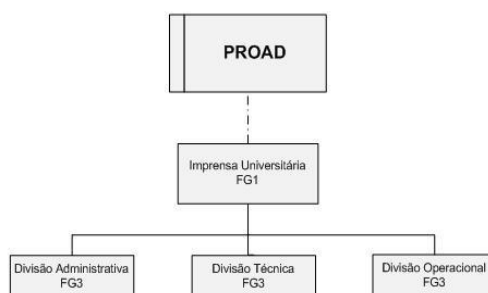 PROAD
Imprensa Universitária
FG1
Divisão Administrativa
FG3
Divisão Técnica
FG3
Divisão Operacional
FG3